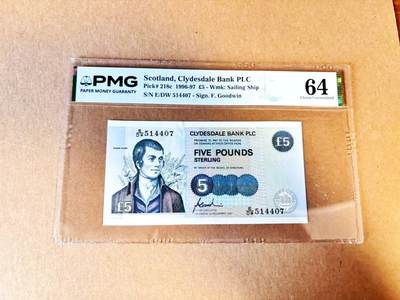 PMG
PAPER MONEY GUARANTY
Scotland, Clydesdale Bank PLC
Pick# 218c 1996-97 £5 - Wmk: Sailing Ship
S/N E/DW 514407 - Sign. F. Goodwin
64
Choice Uncirculated
514407
CLYDESDALE BANK PLC
£5
FIVE POUNDS
STERLING
5
£5
514407